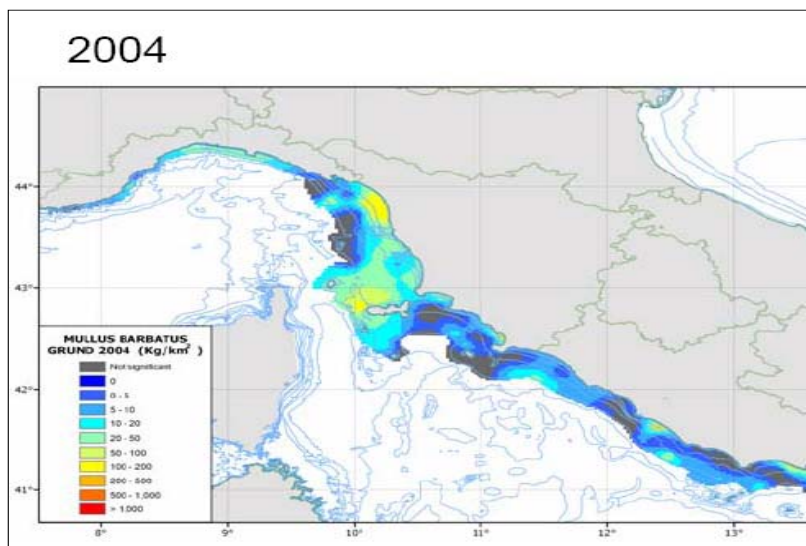 2004
44°
43°
42°
41°
MULLUS BARBATUS
GRUND 2004 (Kg/km²)
Not significant
0
0 - 5
5 - 10
10 - 20
20 - 50
50 - 100
100 - 200
200 - 500
500 - 1,000
> 1,000
8° 9° 10° 11° 12° 13°